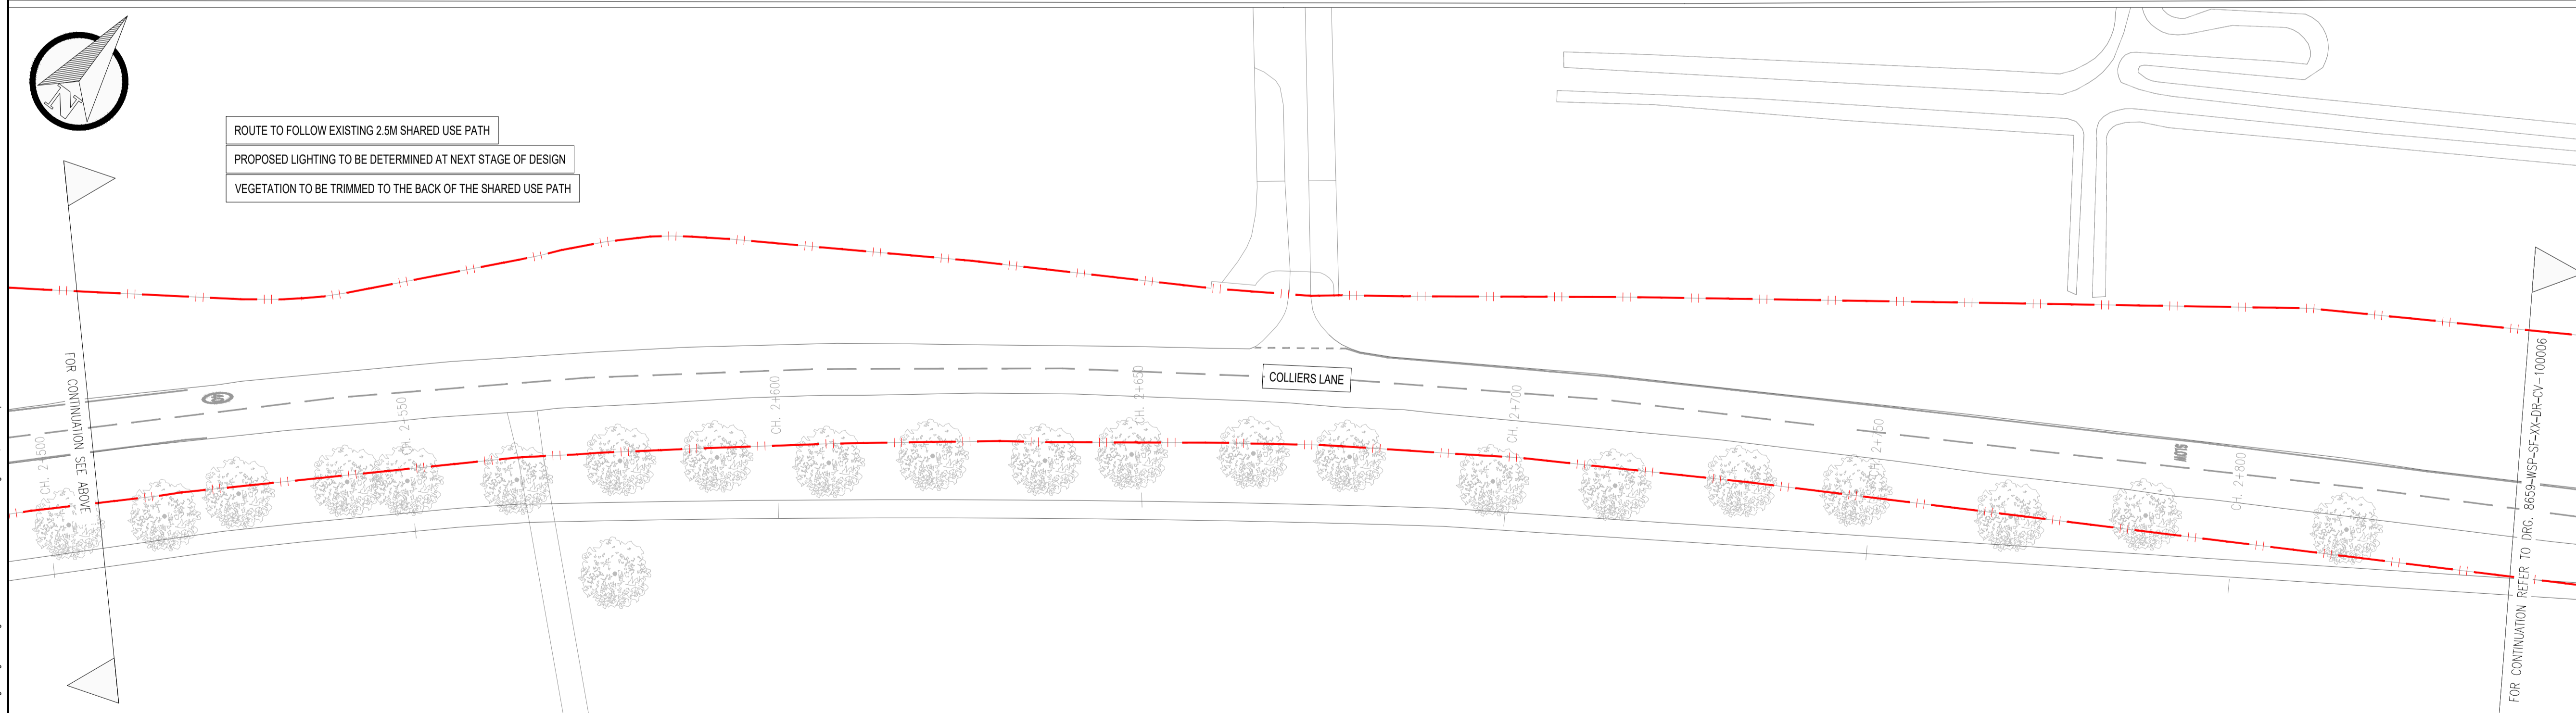 N
ROUTE TO FOLLOW EXISTING 2.5M SHARED USE PATH
PROPOSED LIGHTING TO BE DETERMINED AT NEXT STAGE OF DESIGN
VEGETATION TO BE TRIMMED TO THE BACK OF THE SHARED USE PATH
FOR CONTINUATION SEE ABOVE
CH. 2+500
CH. 2+550
CH. 2+600
CH. 2+650
COLLIERS LANE
CH. 2+700
CH. 2+750
SLOW
CH. 2+800
FOR CONTINUATION REFER TO DRG. 8659-WSP-SF-XX-DR-CV-100006